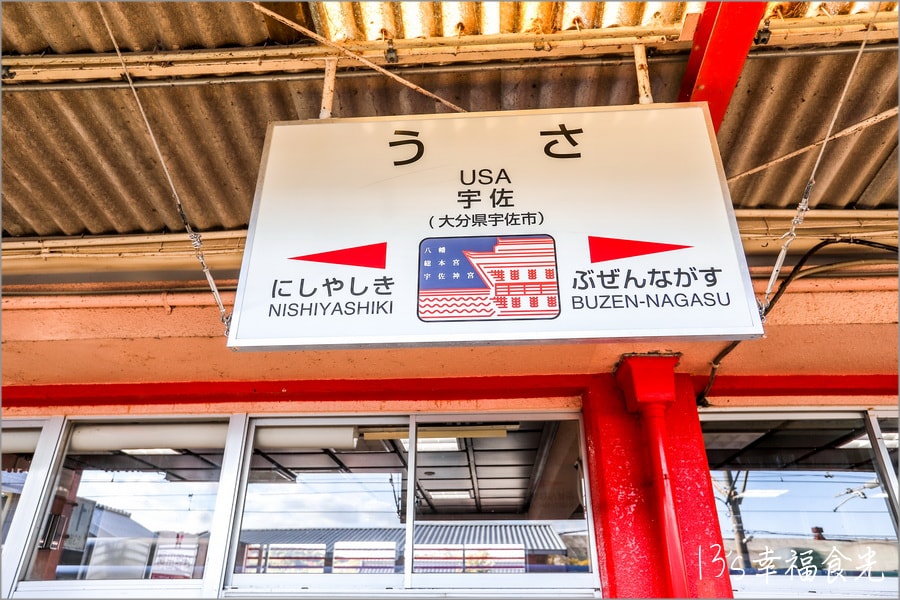 うさ
USA
宇佐
(大分県宇佐市)
にしやしき
NISHIYASHIKI
八幡
総本宮
宇佐神宮
ぶぜんながす
BUZEN-NAGASU
13's幸福食光